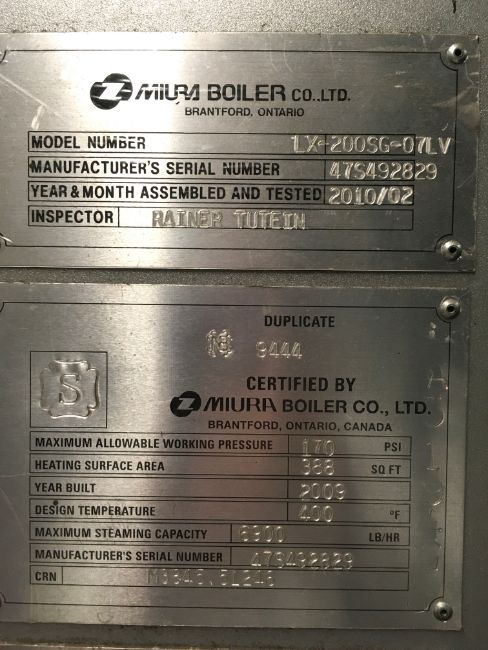 MIURA BOILER CO.,LTD.
BRANTFORD, ONTARIO
MODEL NUMBER LX-200SG-07LV
MANUFACTURER'S SERIAL NUMBER 47S492829
YEAR & MONTH ASSEMBLED AND TESTED 2010/02
INSPECTOR RAINER TUTEIN
DUPLICATE
NB 9444
S
CERTIFIED BY
MIURA BOILER CO., LTD.
BRANTFORD, ONTARIO, CANADA
MAXIMUM ALLOWABLE WORKING PRESSURE 170 PSI
HEATING SURFACE AREA 388 SQ FT
YEAR BUILT 2009
DESIGN TEMPERATURE 400 °F
MAXIMUM STEAMING CAPACITY 6900 LB/HR
MANUFACTURER'S SERIAL NUMBER 47S492829
CRN